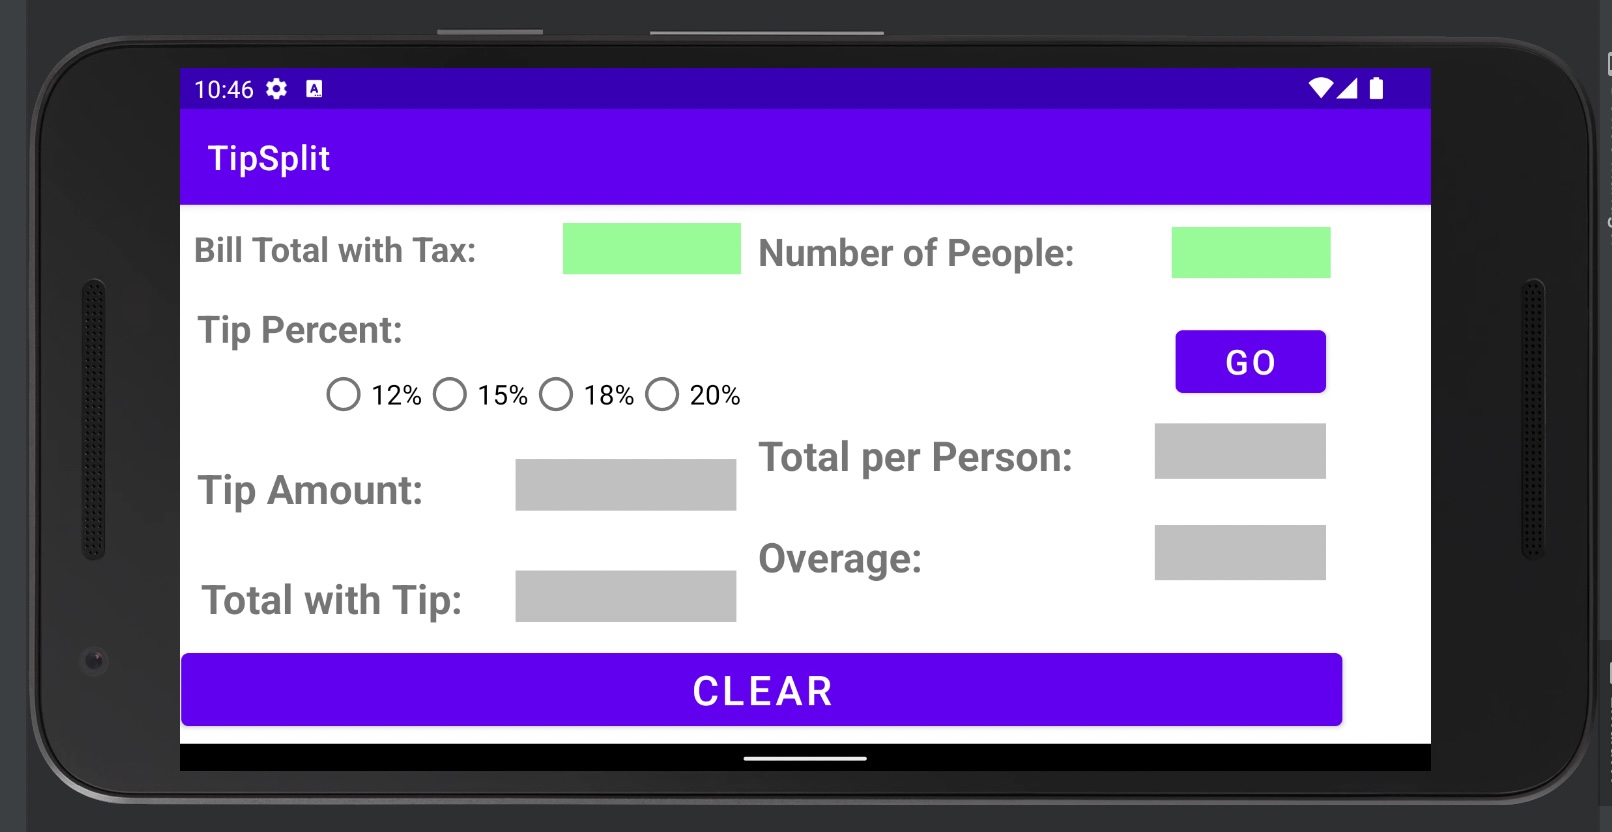 10:46
TipSplit
Bill Total with Tax:
Number of People:
Tip Percent:
GO
12% 15% 18% 20%
Total per Person:
Tip Amount:
Overage:
Total with Tip:
CLEAR